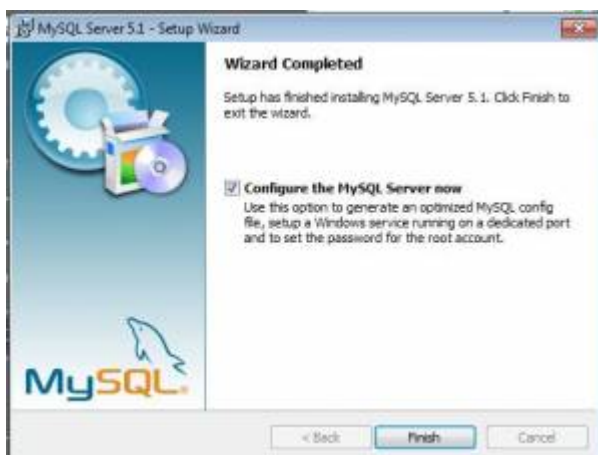 MySQL Server 5.1 - Setup Wizard
Wizard Completed
Setup has finished installing MySQL Server 5.1. Click Finish to
exit the wizard.
Configure the MySQL Server now
Use this option to generate an optimized MySQL config
file, setup a Windows service running on a dedicated port
and to set the password for the root account.
MySQL.
< Back
Finish
Cancel